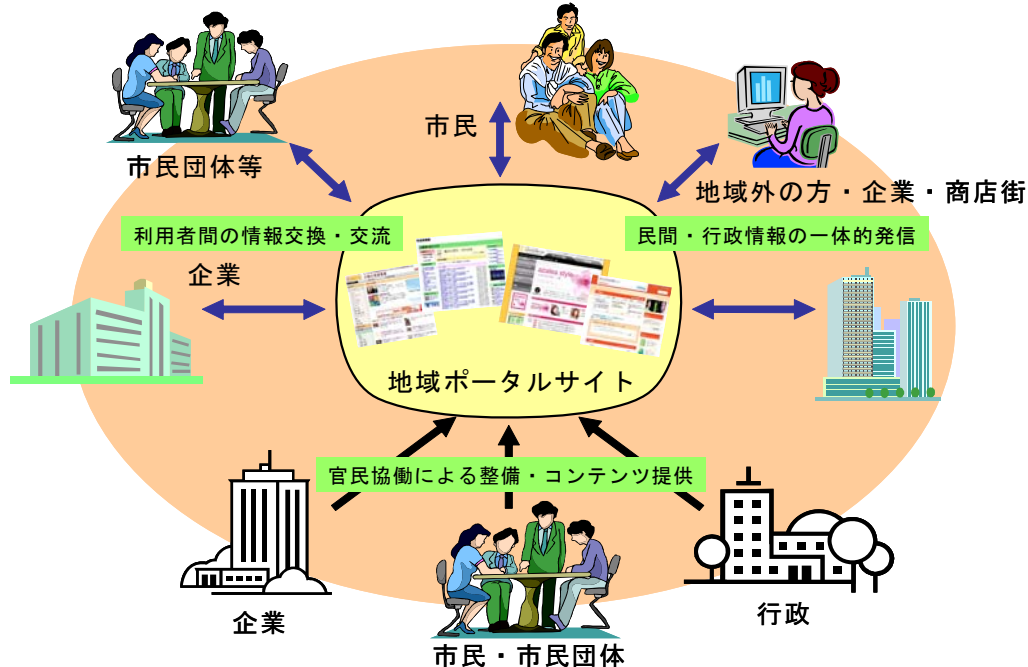 市民
市民団体等
地域外の方・企業・商店街
利用者間の情報交換・交流
民間・行政情報の一体的発信
企業
地域ポータルサイト
官民協働による整備・コンテンツ提供
企業
行政
市民・市民団体